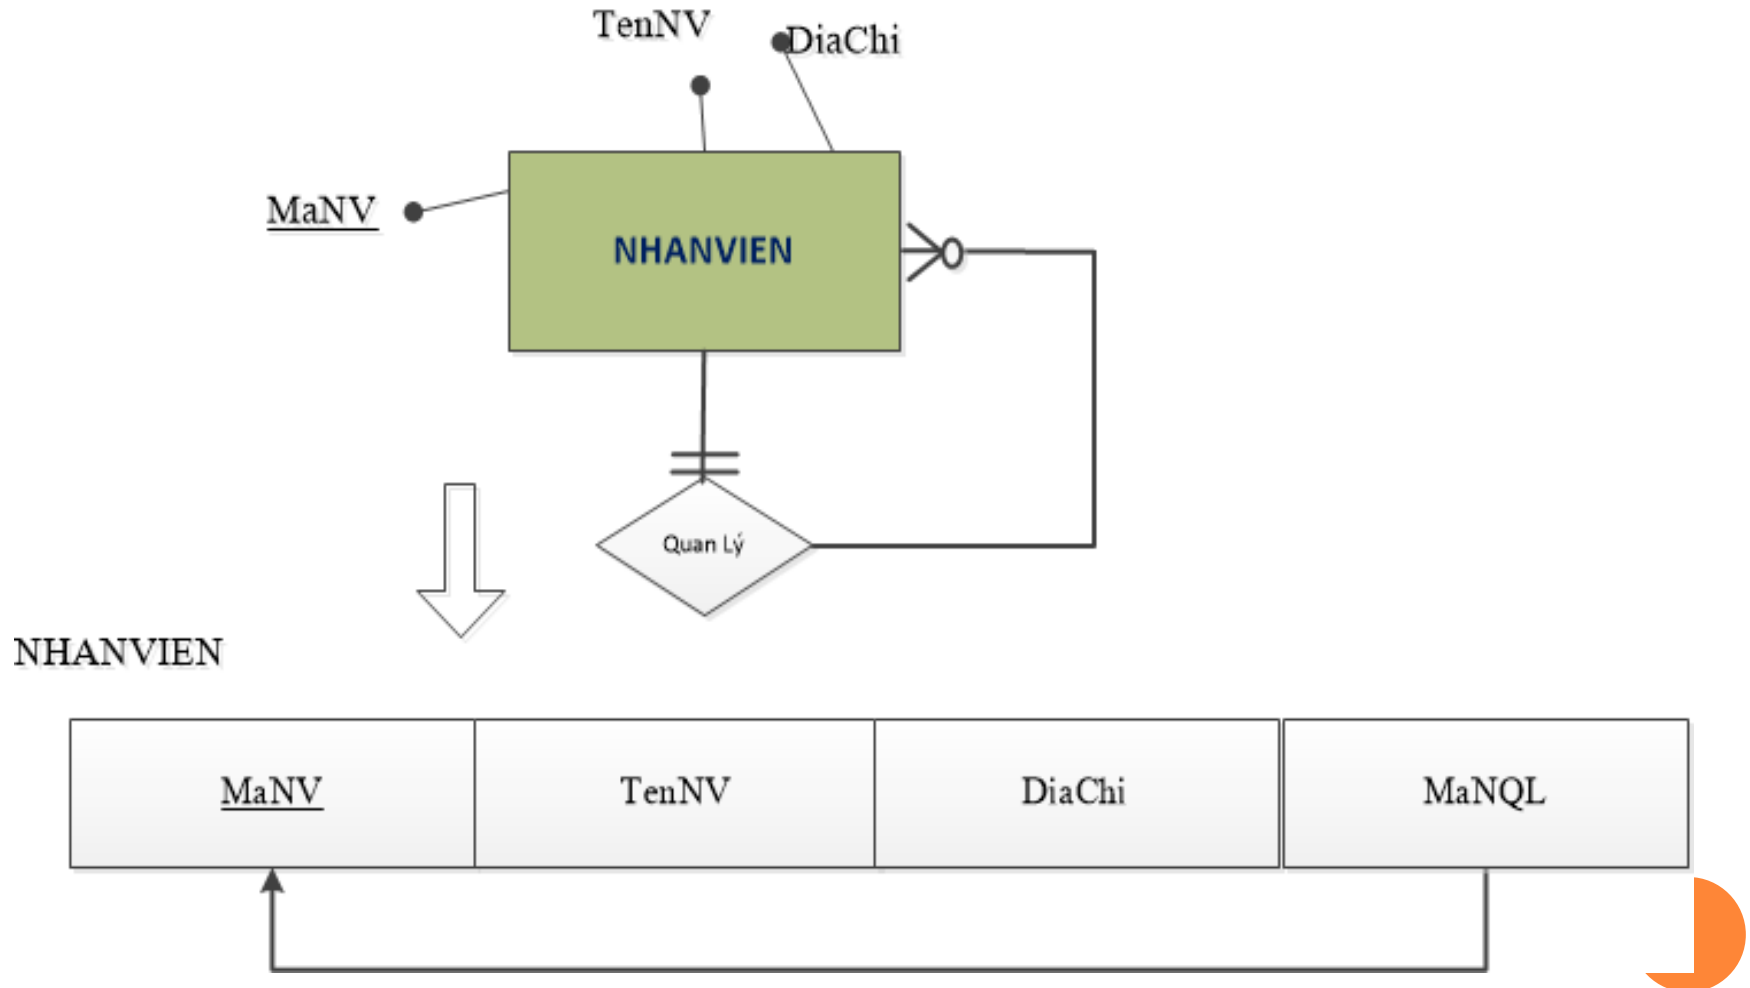 TenNV
DiaChi
MaNV
NHANVIEN
Quan Lý
NHANVIEN
MaNV
TenNV
DiaChi
MaNQL